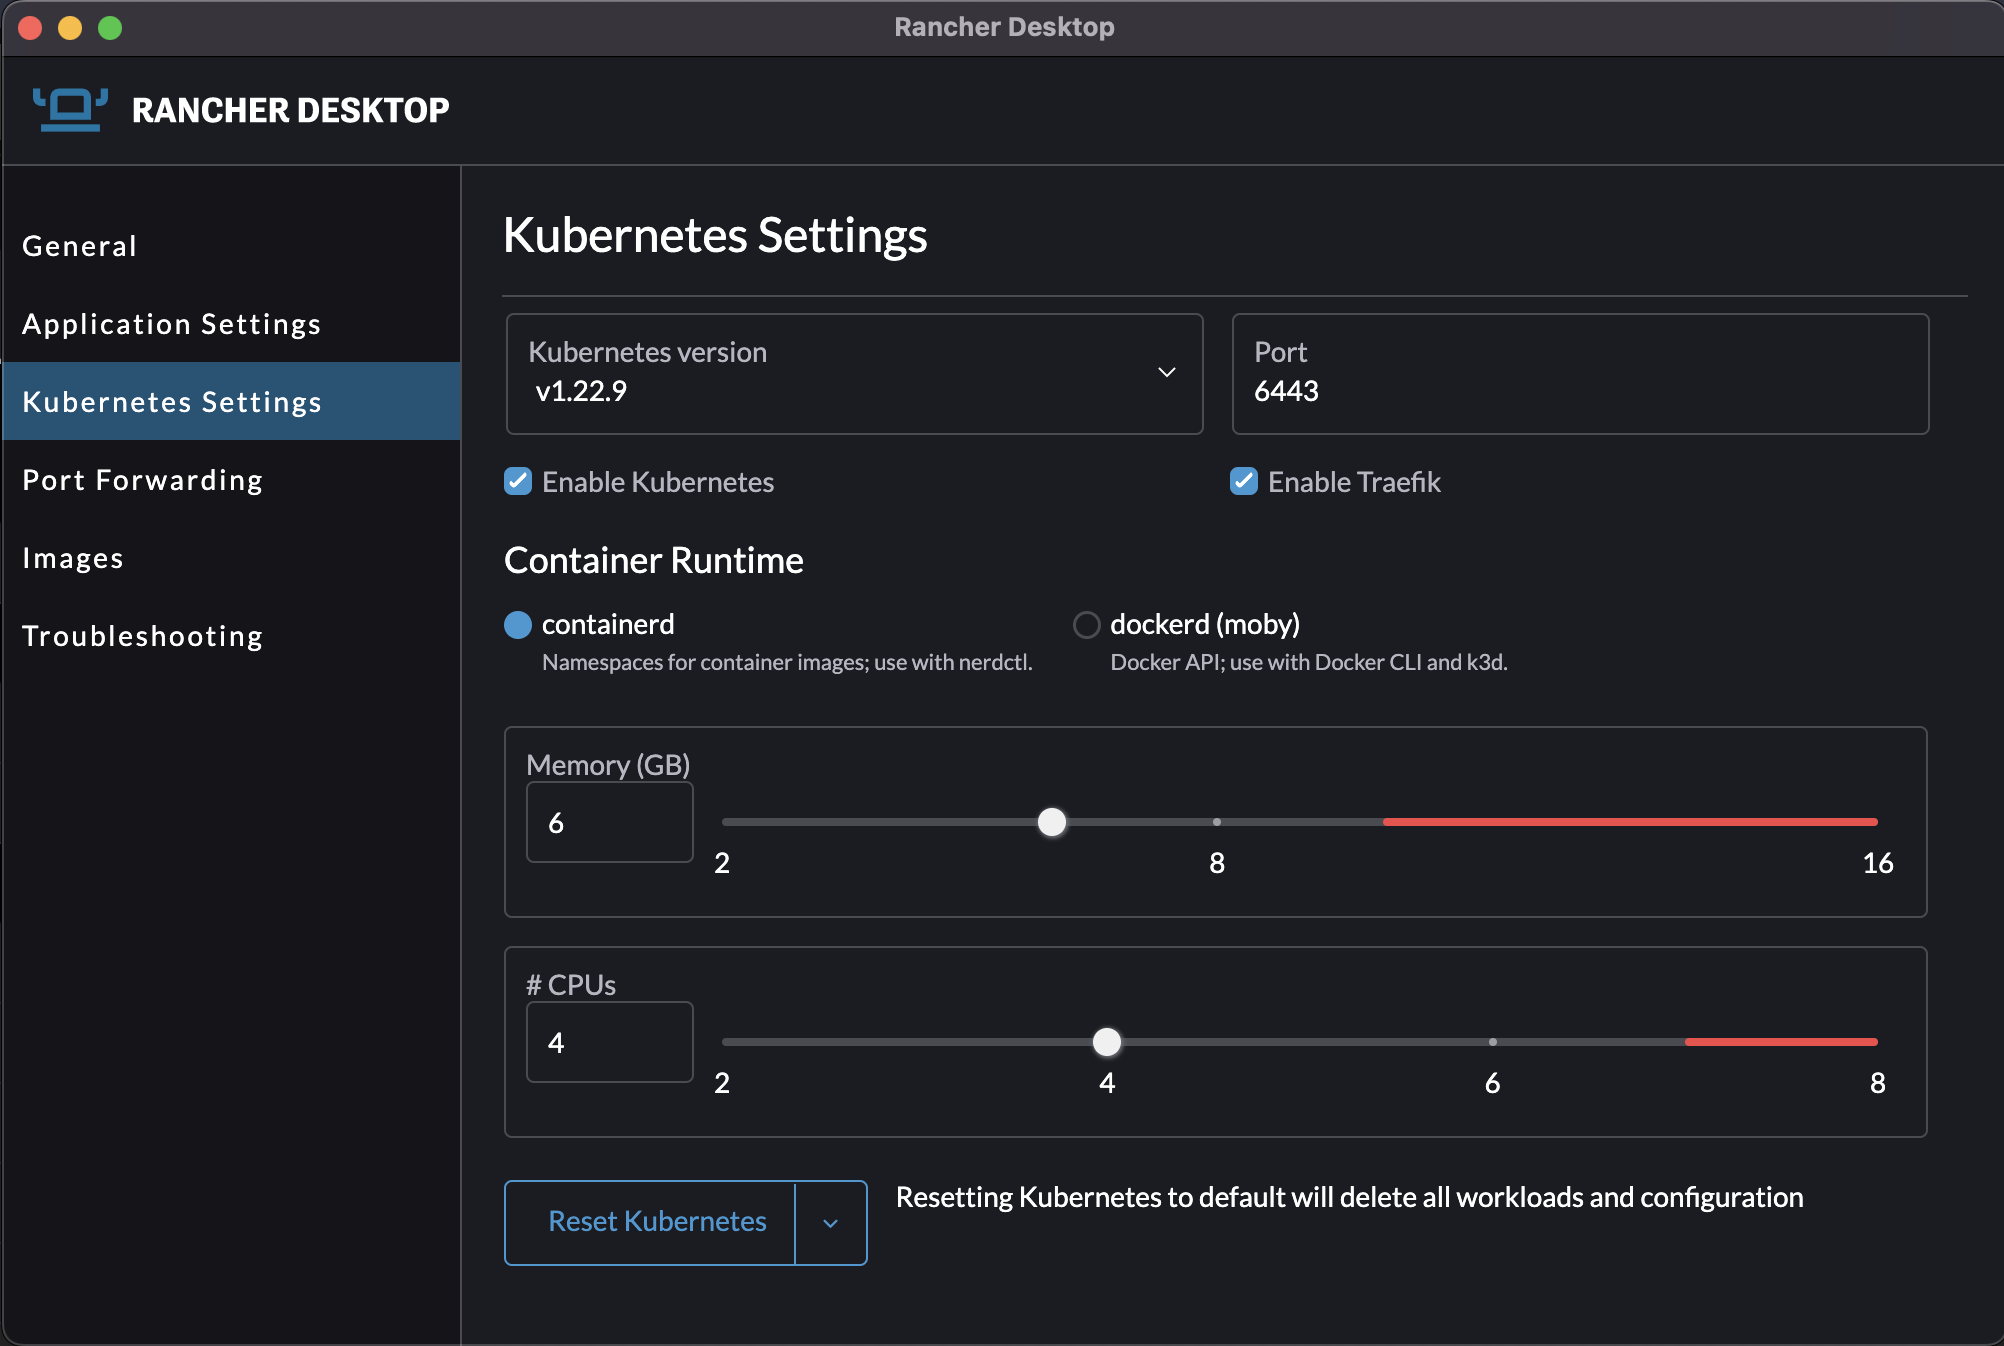 Rancher Desktop
RANCHER DESKTOP
General
Application Settings
Kubernetes Settings
Port Forwarding
Images
Troubleshooting
Kubernetes Settings
Kubernetes version
v1.22.9
Port
6443
Enable Kubernetes
Enable Traefik
Container Runtime
containerd
Namespaces for container images; use with nerdctl.
dockerd (moby)
Docker API; use with Docker CLI and k3d.
Memory (GB)
6
2 8 16
# CPUs
4
2 4 6 8
Reset Kubernetes
Resetting Kubernetes to default will delete all workloads and configuration